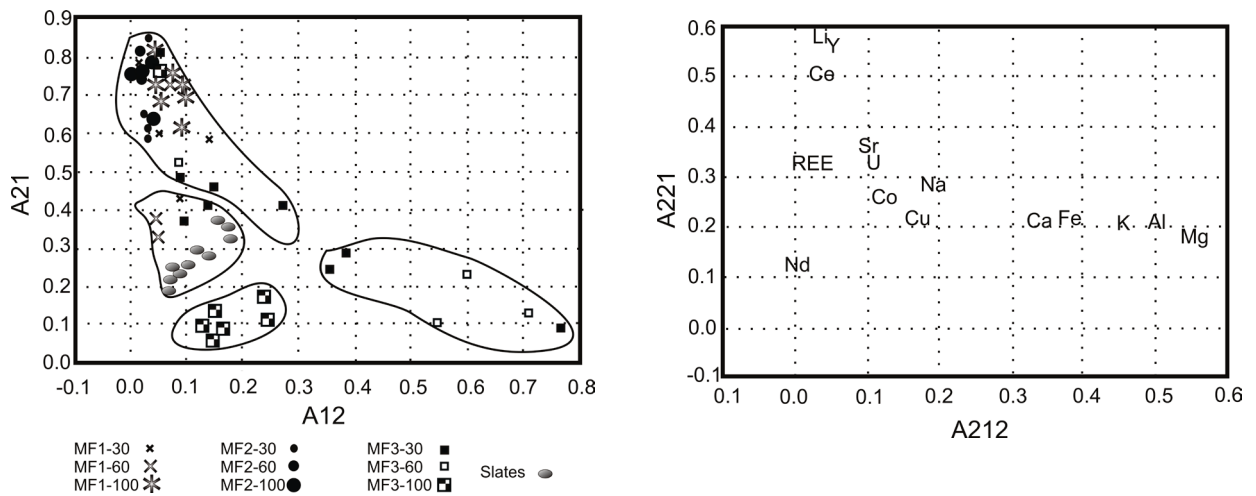 0.9
0.8
0.7
0.6
0.5
0.4
0.3
0.2
0.1
0.0
A21
-0.1 0.0 0.1 0.2 0.3 0.4 0.5 0.6 0.7 0.8
A12
MF1-30 MF2-30 MF3-30
MF1-60 MF2-60 MF3-60 Slates
MF1-100 MF2-100 MF3-100
0.6
0.5
0.4
0.3
0.2
0.1
0.0
-0.1
A221
Li Y
Ce
Sr
REE U
Na
Co
Cu Ca Fe K Al
Mg
Nd
0.1 0.0 0.1 0.2 0.3 0.4 0.5 0.6
A212